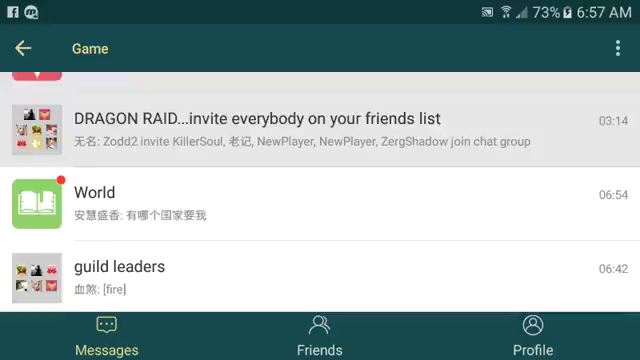 73% 6:57 AM
Game
DRAGON RAID...invite everybody on your friends list
03:14
无名: Zodd2 invite KillerSoul, 老记, NewPlayer, NewPlayer, ZergShadow join chat group
World
06:54
安慧盛香: 有哪个国家要我
guild leaders
06:42
血煞: [fire]
Messages
Friends
Profile